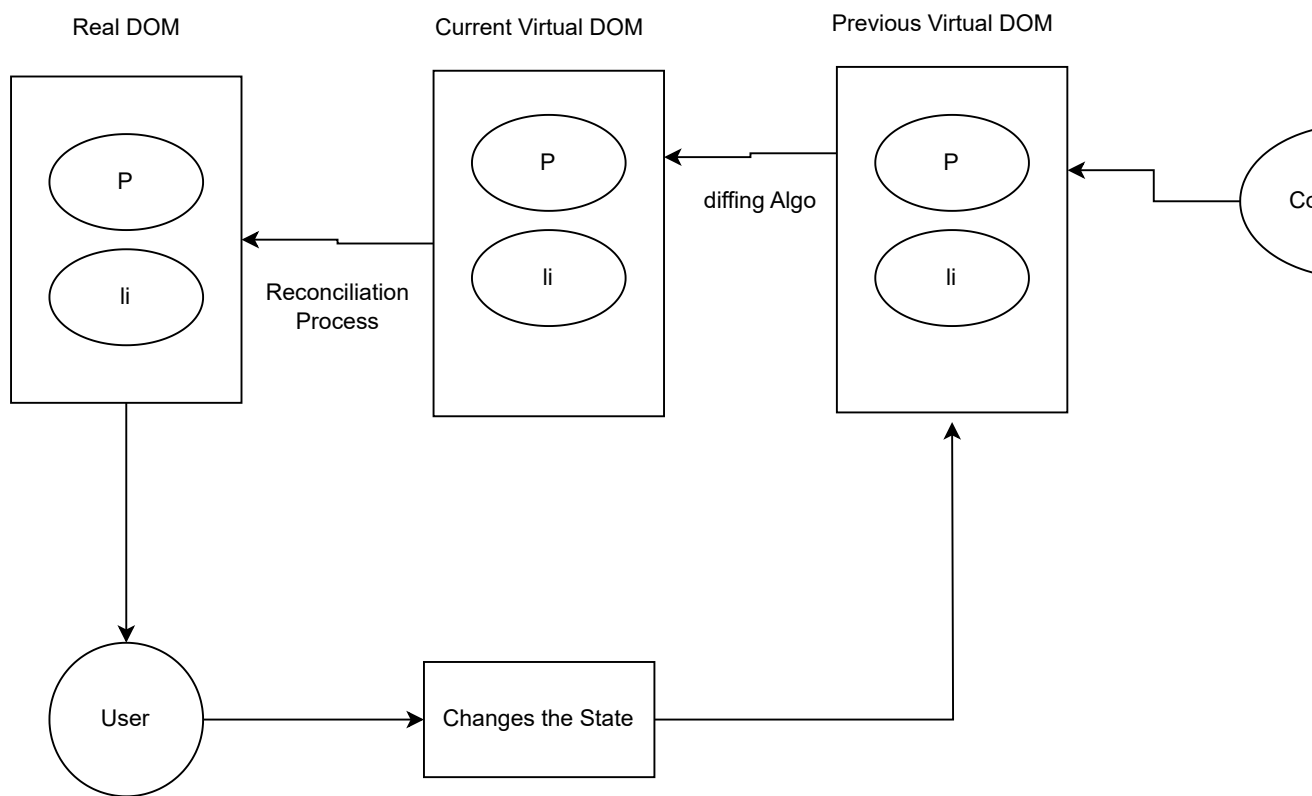 Real DOM
Current Virtual DOM
Previous Virtual DOM
P
li
P
li
P
li
diffing Algo
Reconciliation
Process
User
Changes the State